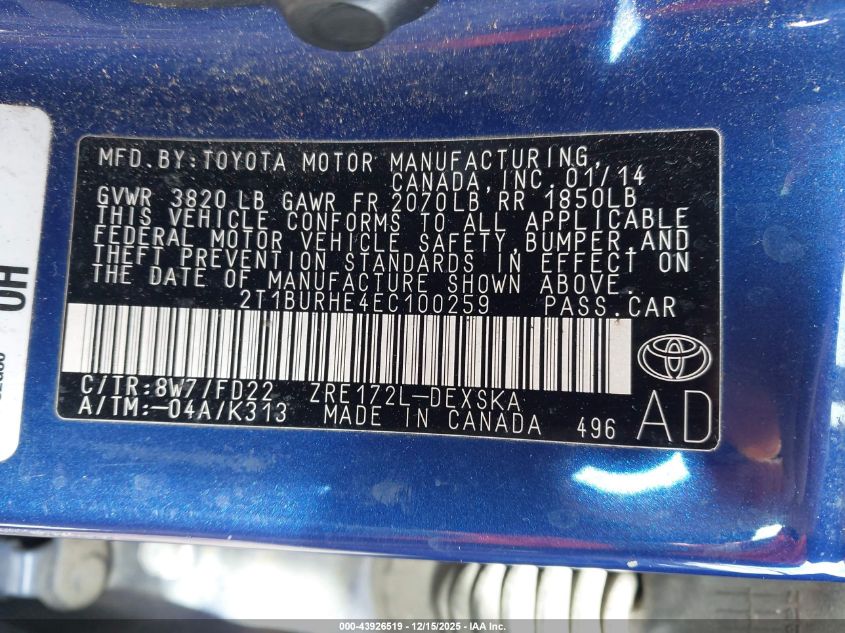 MFD. BY: TOYOTA MOTOR MANUFACTURING,
CANADA, INC. 01/14
GVWR 3820 LB GAWR FR 2070LB RR 1850LB
THIS VEHICLE CONFORMS TO ALL APPLICABLE
FEDERAL MOTOR VEHICLE SAFETY, BUMPER, AND
THEFT PREVENTION STANDARDS IN EFFECT ON
THE DATE OF MANUFACTURE SHOWN ABOVE.
2T1BURHE4EC100259 PASS. CAR
C/TR: 8W7/FD22 ZRE172L-DEXSKA
A/TM: -04A/K313 MADE IN CANADA 496
AD
000-43926519 - 12/15/2025 - COPYRIGHT IAA, LLC.